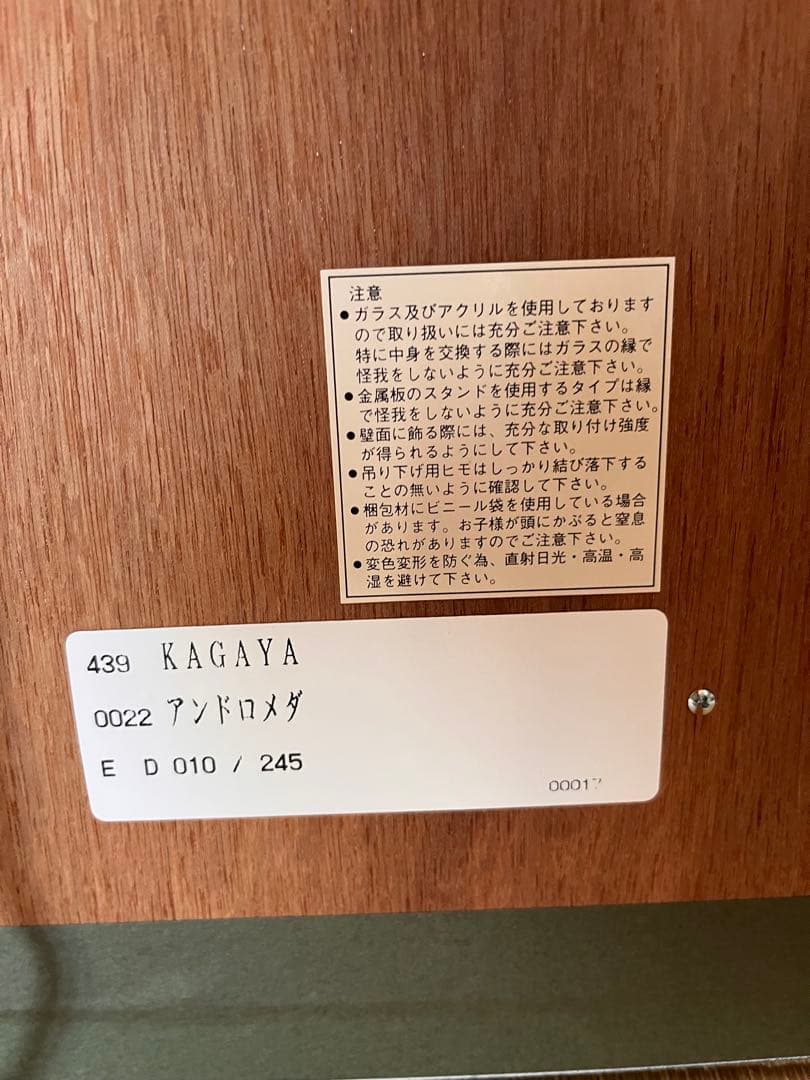 注意
●ガラス及びアクリルを使用しております
ので取り扱いには充分ご注意下さい。
特に中身を交換する際にはガラスの縁で
怪我をしないように充分ご注意下さい。
●金属板のスタンドを使用するタイプは縁
で怪我をしないように充分ご注意下さい。
●壁面に飾る際には、充分な取り付け強度
が得られるようにして下さい。
●吊り下げ用ヒモはしっかり結び落下する
ことの無いように確認して下さい。
●梱包材にビニール袋を使用している場合
があります。お子様が頭にかぶると窒息
の恐れがありますのでご注意下さい。
●変色変形を防ぐ為、直射日光・高温・高
湿を避けて下さい。
439 KAGAYA
0022 アンドロメダ
E D 010 / 245